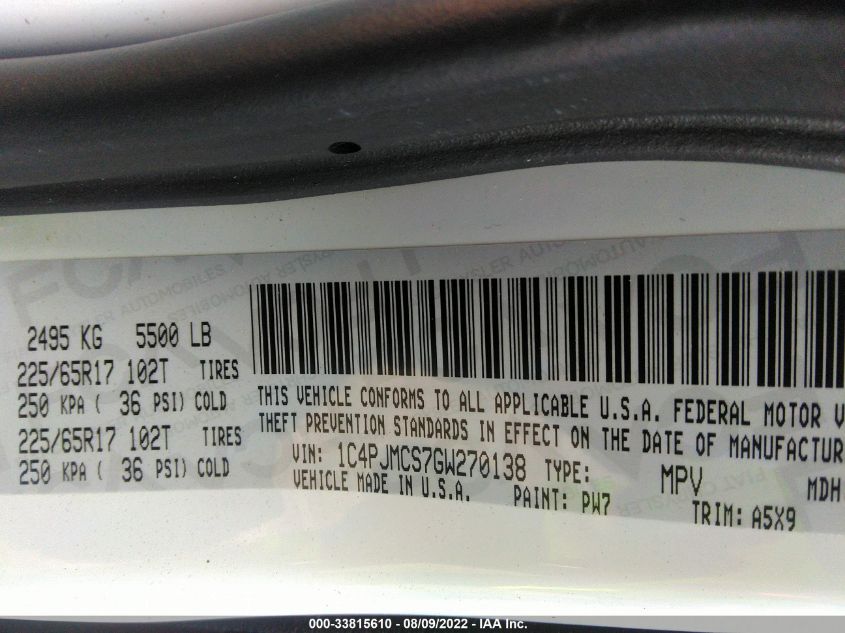 2495 KG 5500 LB
225/65R17 102T TIRES
250 KPA ( 36 PSI) COLD
225/65R17 102T TIRES
250 KPA ( 36 PSI) COLD
THIS VEHICLE CONFORMS TO ALL APPLICABLE U.S.A. FEDERAL MOTOR V
THEFT PREVENTION STANDARDS IN EFFECT ON THE DATE OF MANUFACTUR
VIN: 1C4PJMCS7GW270138 TYPE: MPV MDH
VEHICLE MADE IN U.S.A. PAINT: PW7 TRIM: A5X9
000-33815610 - 08/09/2022 - IAA Inc.